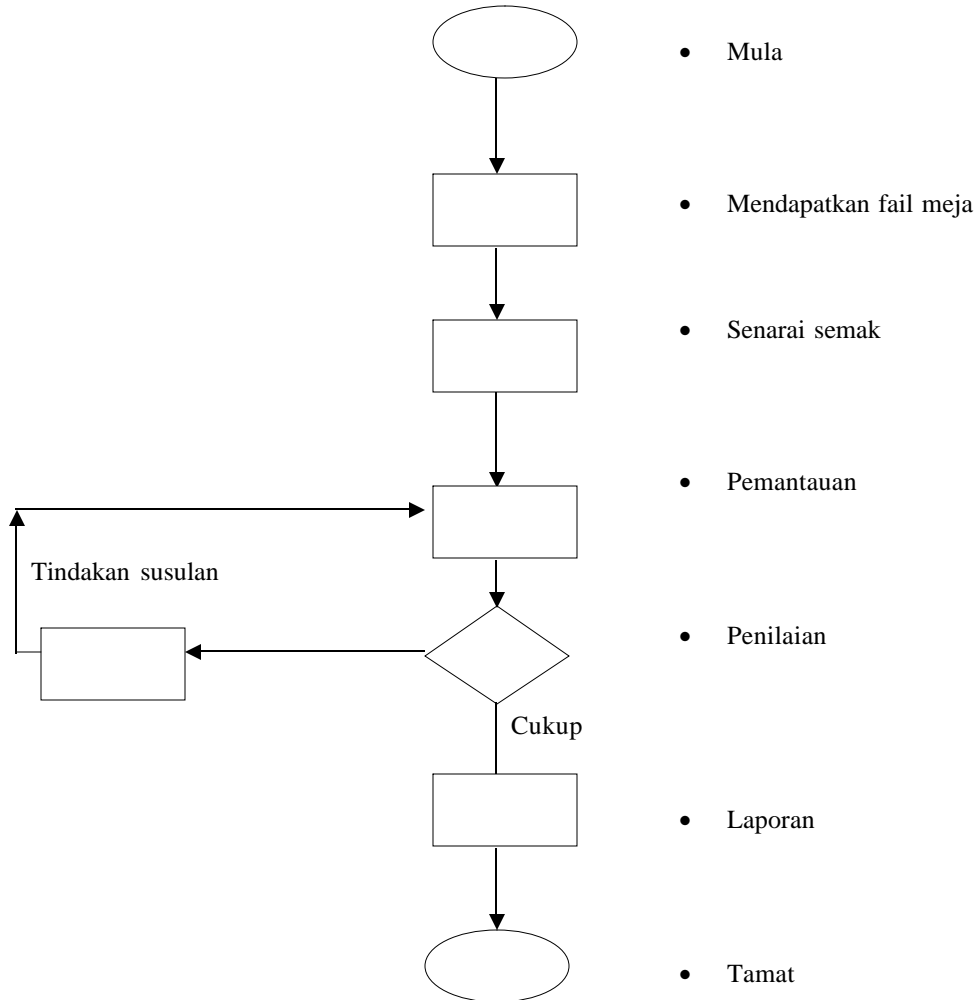 • Mula
• Mendapatkan fail meja
• Senarai semak
• Pemantauan
Tindakan susulan
• Penilaian
Cukup
• Laporan
• Tamat